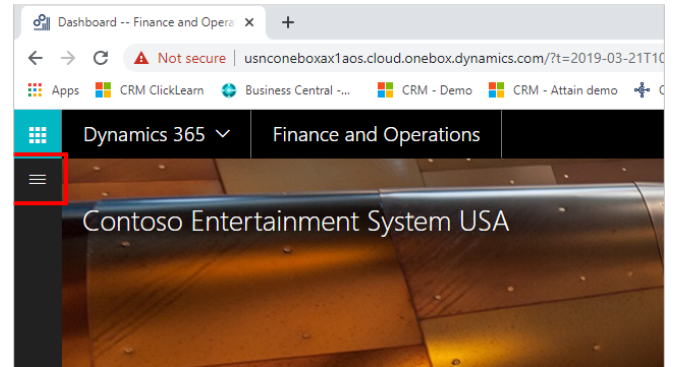 Dashboard -- Finance and Opera
Not secure | usnconeboxax1aos.cloud.onebox.dynamics.com/?t=2019-03-21T10
Apps CRM ClickLearn Business Central -... CRM - Demo CRM - Attain demo
Dynamics 365 Finance and Operations
Contoso Entertainment System USA